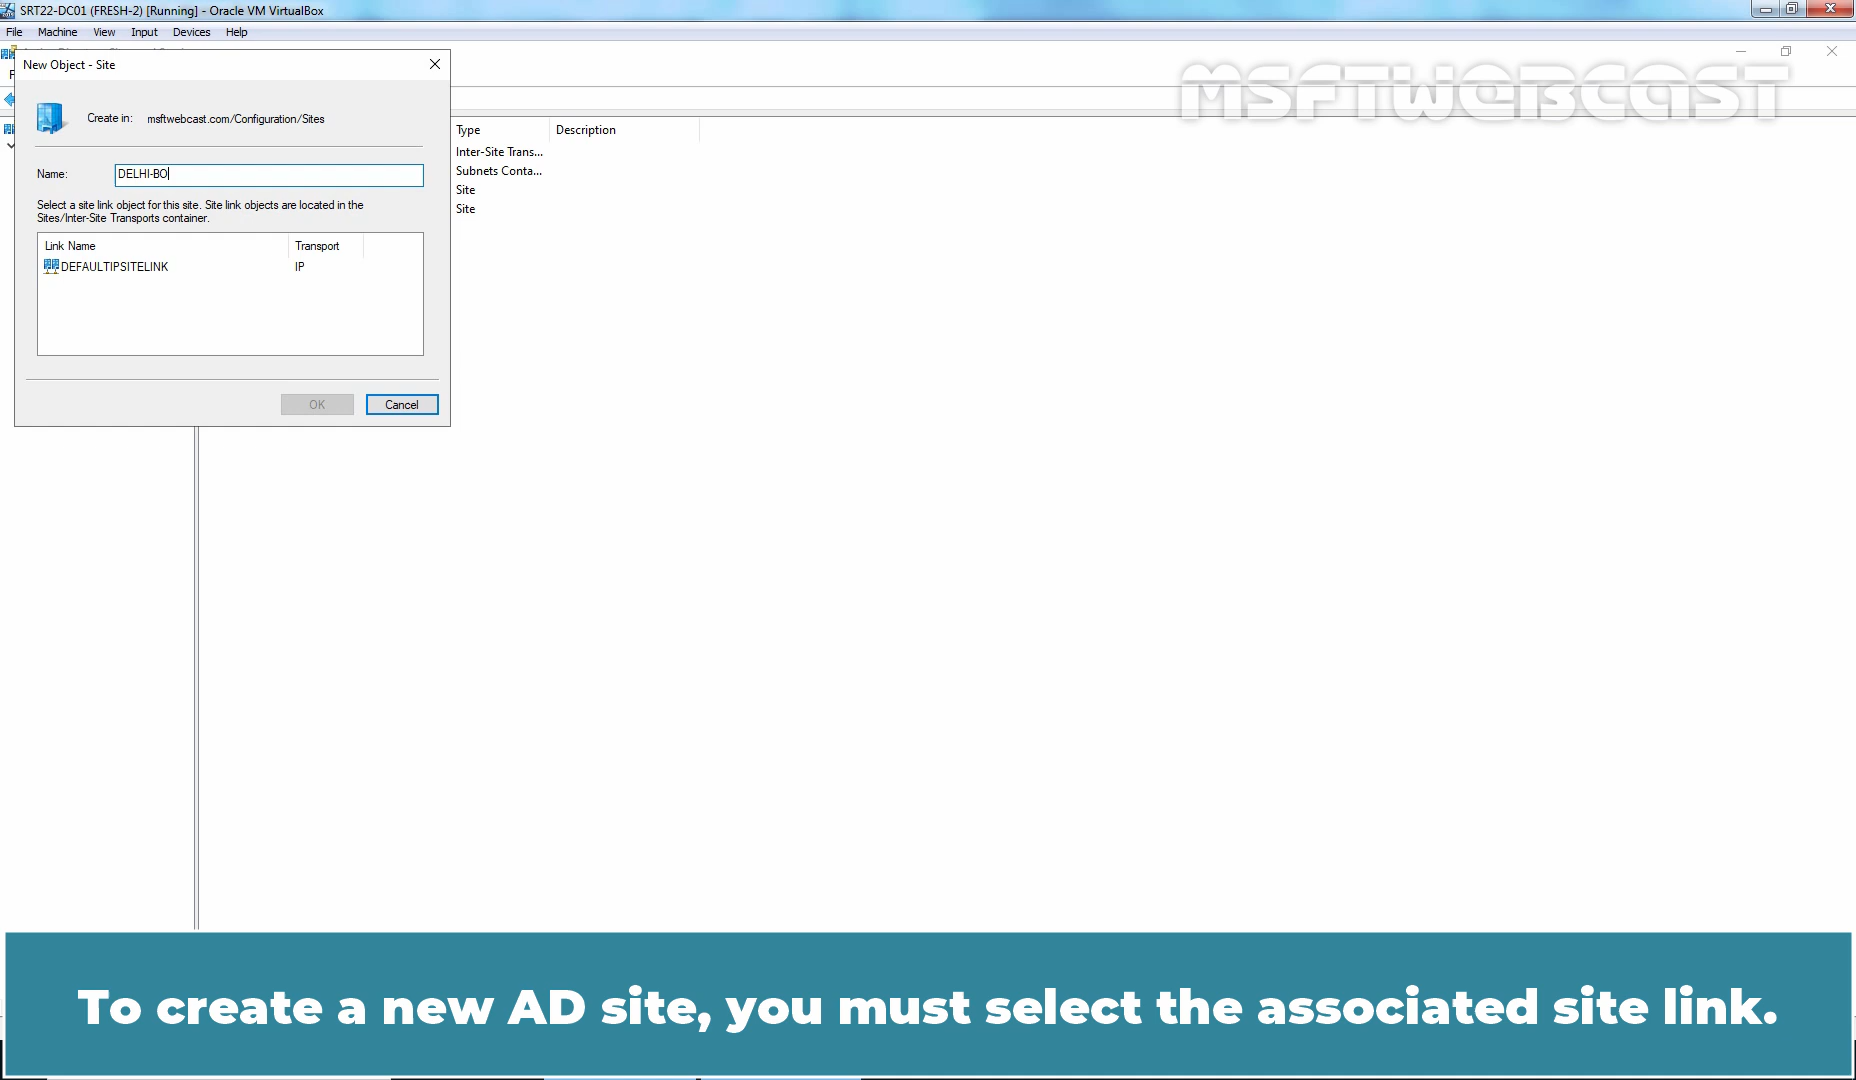 SRT22-DC01 (FRESH-2) [Running] - Oracle VM VirtualBox
File Machine View Input Devices Help
New Object - Site
MSFTWEBCAST
Create in: msftwebcast.com/Configuration/Sites
Type Description
Inter-Site Trans...
Name: DELHI-BO
Subnets Conta...
Site
Select a site link object for this site. Site link objects are located in the
Sites/Inter-Site Transports container.
Site
Link Name Transport
DEFAULTIPSITELINK IP
OK Cancel
To create a new AD site, you must select the associated site link.